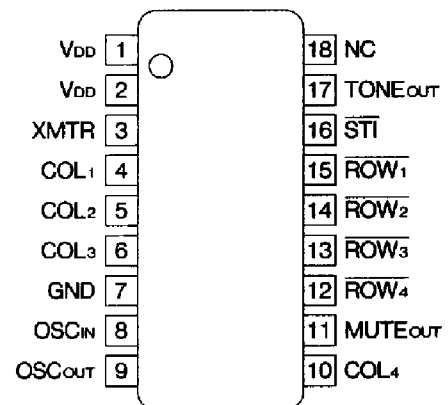 VDD 1 18 NC
VDD 2 17 TONEOUT
XMTR 3 16 STI
COL1 4 15 ROW1
COL2 5 14 ROW2
COL3 6 13 ROW3
GND 7 12 ROW4
OSCIN 8 11 MUTEOUT
OSCOUT 9 10 COL4